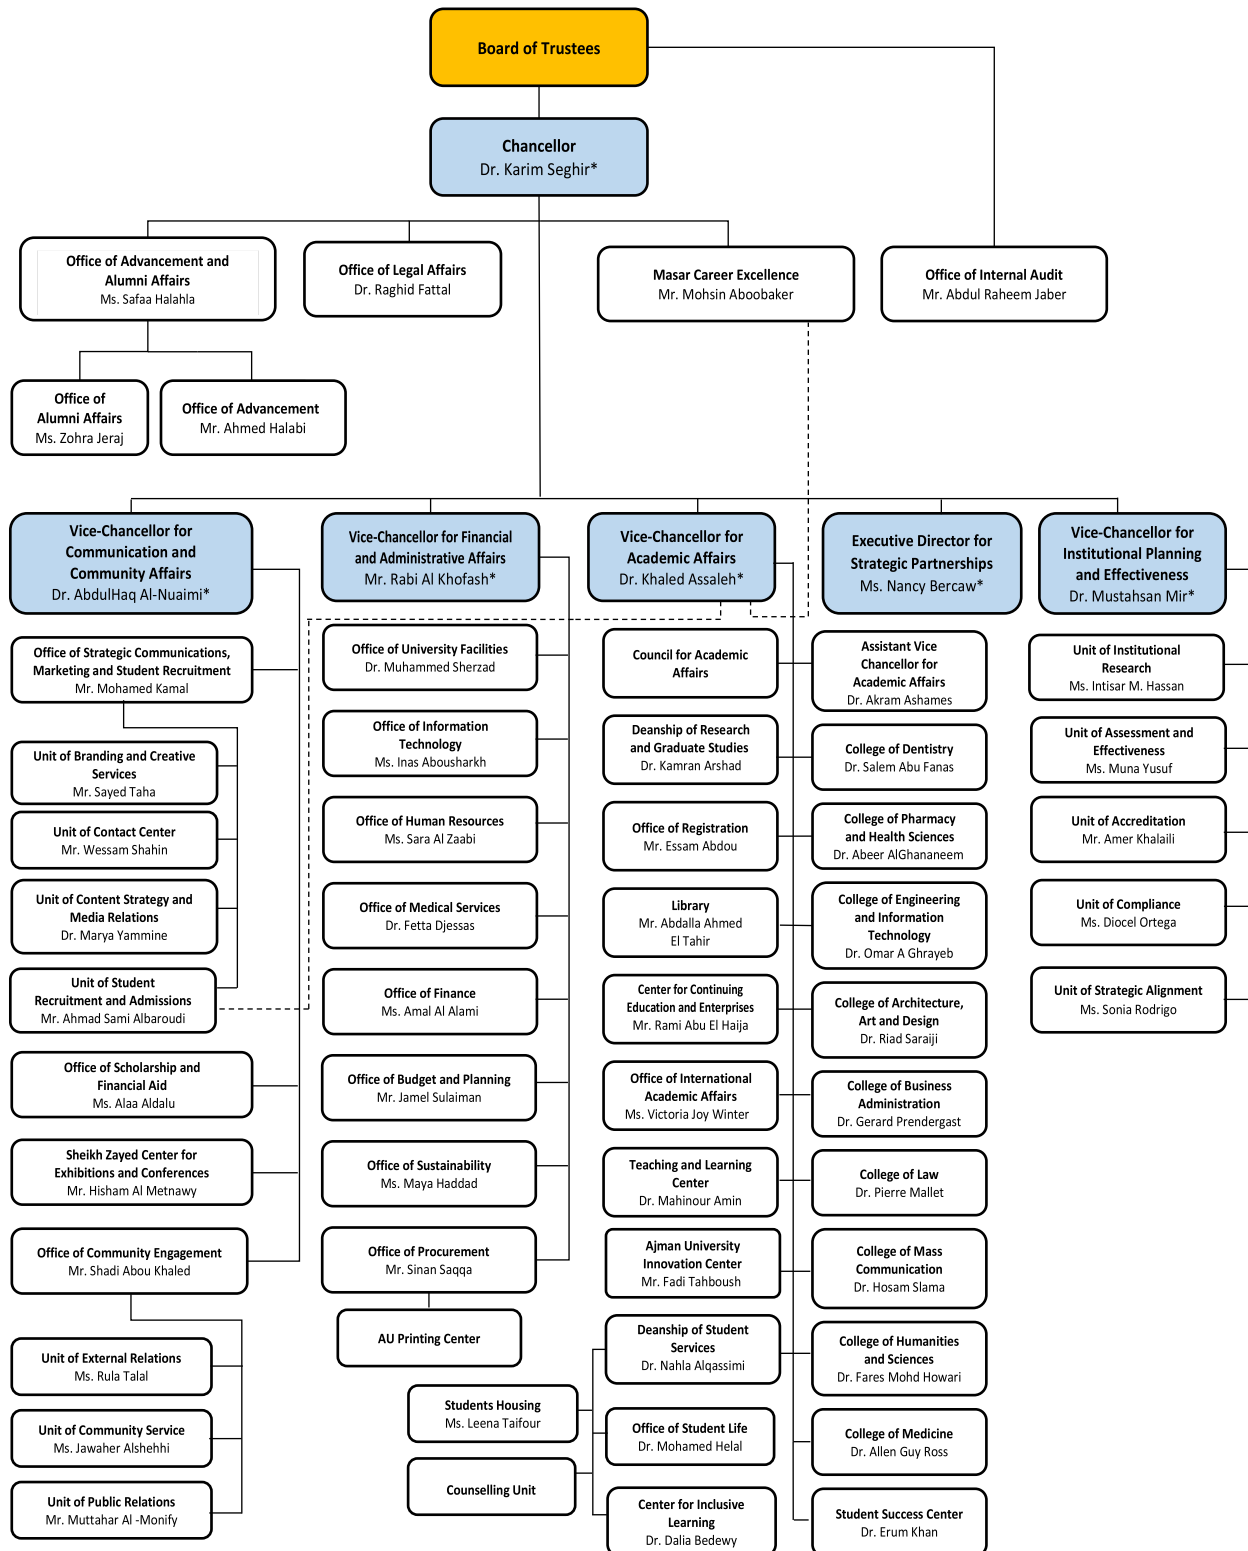 Board of Trustees
Chancellor
Dr. Karim Seghir*
Office of Advancement and
Alumni Affairs
Ms. Safaa Halahla
Office of Legal Affairs
Dr. Raghid Fattal
Masar Career Excellence
Mr. Mohsin Aboobaker
Office of Internal Audit
Mr. Abdul Raheem Jaber
Office of
Alumni Affairs
Ms. Zohra Jeraj
Office of Advancement
Mr. Ahmed Halabi
Vice-Chancellor for
Communication and
Community Affairs
Dr. AbdulHaq Al-Nuaimi*
Vice-Chancellor for Financial
and Administrative Affairs
Mr. Rabi Al Khofash*
Vice-Chancellor for
Academic Affairs
Dr. Khaled Assaleh*
Executive Director for
Strategic Partnerships
Ms. Nancy Bercaw*
Vice-Chancellor for
Institutional Planning
and Effectiveness
Dr. Mustahsan Mir*
Office of Strategic Communications,
Marketing and Student Recruitment
Mr. Mohamed Kamal
Unit of Branding and Creative
Services
Mr. Sayed Taha
Unit of Contact Center
Mr. Wessam Shahin
Unit of Content Strategy and
Media Relations
Dr. Marya Yammine
Unit of Student
Recruitment and Admissions
Mr. Ahmad Sami Albaroudi
Office of Scholarship and
Financial Aid
Ms. Alaa Aldalu
Sheikh Zayed Center for
Exhibitions and Conferences
Mr. Hisham Al Metnawy
Office of Community Engagement
Mr. Shadi Abou Khaled
Unit of External Relations
Ms. Rula Talal
Unit of Community Service
Ms. Jawaher Alshehhi
Unit of Public Relations
Mr. Muttahar Al -Monify
Office of University Facilities
Dr. Muhammed Sherzad
Office of Information
Technology
Ms. Inas Abousharkh
Office of Human Resources
Ms. Sara Al Zaabi
Office of Medical Services
Dr. Fetta Djessas
Office of Finance
Ms. Amal Al Alami
Office of Budget and Planning
Mr. Jamel Sulaiman
Office of Sustainability
Ms. Maya Haddad
Office of Procurement
Mr. Sinan Saqqa
AU Printing Center
Council for Academic
Affairs
Deanship of Research
and Graduate Studies
Dr. Kamran Arshad
Office of Registration
Mr. Essam Abdou
Library
Mr. Abdalla Ahmed
El Tahir
Center for Continuing
Education and Enterprises
Mr. Rami Abu El Haija
Office of International
Academic Affairs
Ms. Victoria Joy Winter
Teaching and Learning
Center
Dr. Mahinour Amin
Ajman University
Innovation Center
Mr. Fadi Tahboush
Deanship of Student
Services
Dr. Nahla Alqassimi
Students Housing
Ms. Leena Taifour
Office of Student Life
Dr. Mohamed Helal
Counselling Unit
Center for Inclusive
Learning
Dr. Dalia Bedewy
Assistant Vice
Chancellor for
Academic Affairs
Dr. Akram Ashames
College of Dentistry
Dr. Salem Abu Fanas
College of Pharmacy
and Health Sciences
Dr. Abeer AlGhananeem
College of Engineering
and Information
Technology
Dr. Omar A Ghrayeb
College of Architecture,
Art and Design
Dr. Riad Saraiji
College of Business
Administration
Dr. Gerard Prendergast
College of Law
Dr. Pierre Mallet
College of Mass
Communication
Dr. Hosam Slama
College of Humanities
and Sciences
Dr. Fares Mohd Howari
College of Medicine
Dr. Allen Guy Ross
Student Success Center
Dr. Erum Khan
Unit of Institutional
Research
Ms. Intisar M. Hassan
Unit of Assessment and
Effectiveness
Ms. Muna Yusuf
Unit of Accreditation
Mr. Amer Khalaili
Unit of Compliance
Ms. Diocel Ortega
Unit of Strategic Alignment
Ms. Sonia Rodrigo